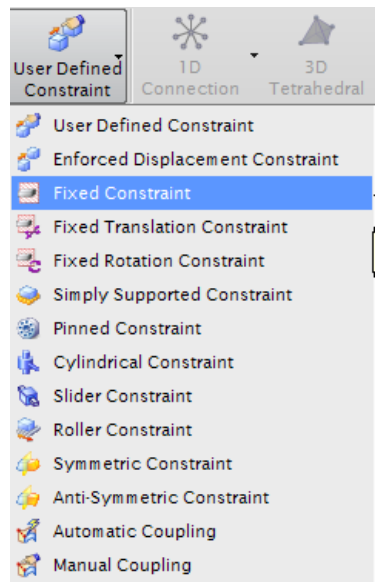 User Defined
Constraint
1D
Connection
3D
Tetrahedral
User Defined Constraint
Enforced Displacement Constraint
Fixed Constraint
Fixed Translation Constraint
Fixed Rotation Constraint
Simply Supported Constraint
Pinned Constraint
Cylindrical Constraint
Slider Constraint
Roller Constraint
Symmetric Constraint
Anti-Symmetric Constraint
Automatic Coupling
Manual Coupling